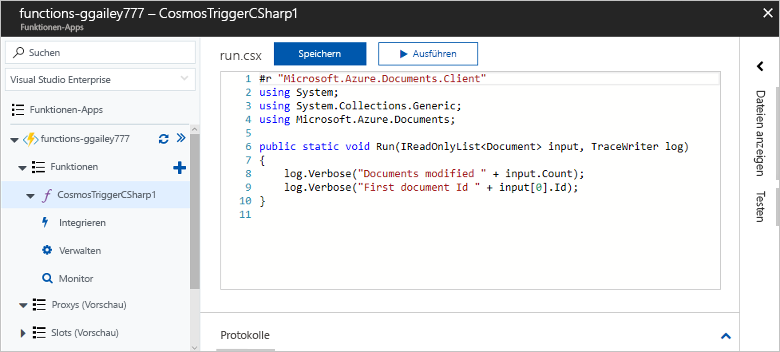 functions-ggailey777 – CosmosTriggerCSharp1
Funktionen-Apps
Suchen
Visual Studio Enterprise
Funktionen-Apps
functions-ggailey777
Funktionen
CosmosTriggerCSharp1
Integrieren
Verwalten
Monitor
Proxys (Vorschau)
Slots (Vorschau)
run.csx
Speichern
Ausführen
1 #r "Microsoft.Azure.Documents.Client"
2 using System;
3 using System.Collections.Generic;
4 using Microsoft.Azure.Documents;
5
6 public static void Run(IReadOnlyList<Document> input, TraceWriter log)
7 {
8 log.Verbose("Documents modified " + input.Count);
9 log.Verbose("First document Id " + input[0].Id);
10 }
11
Protokolle
Dateien anzeigen
Testen